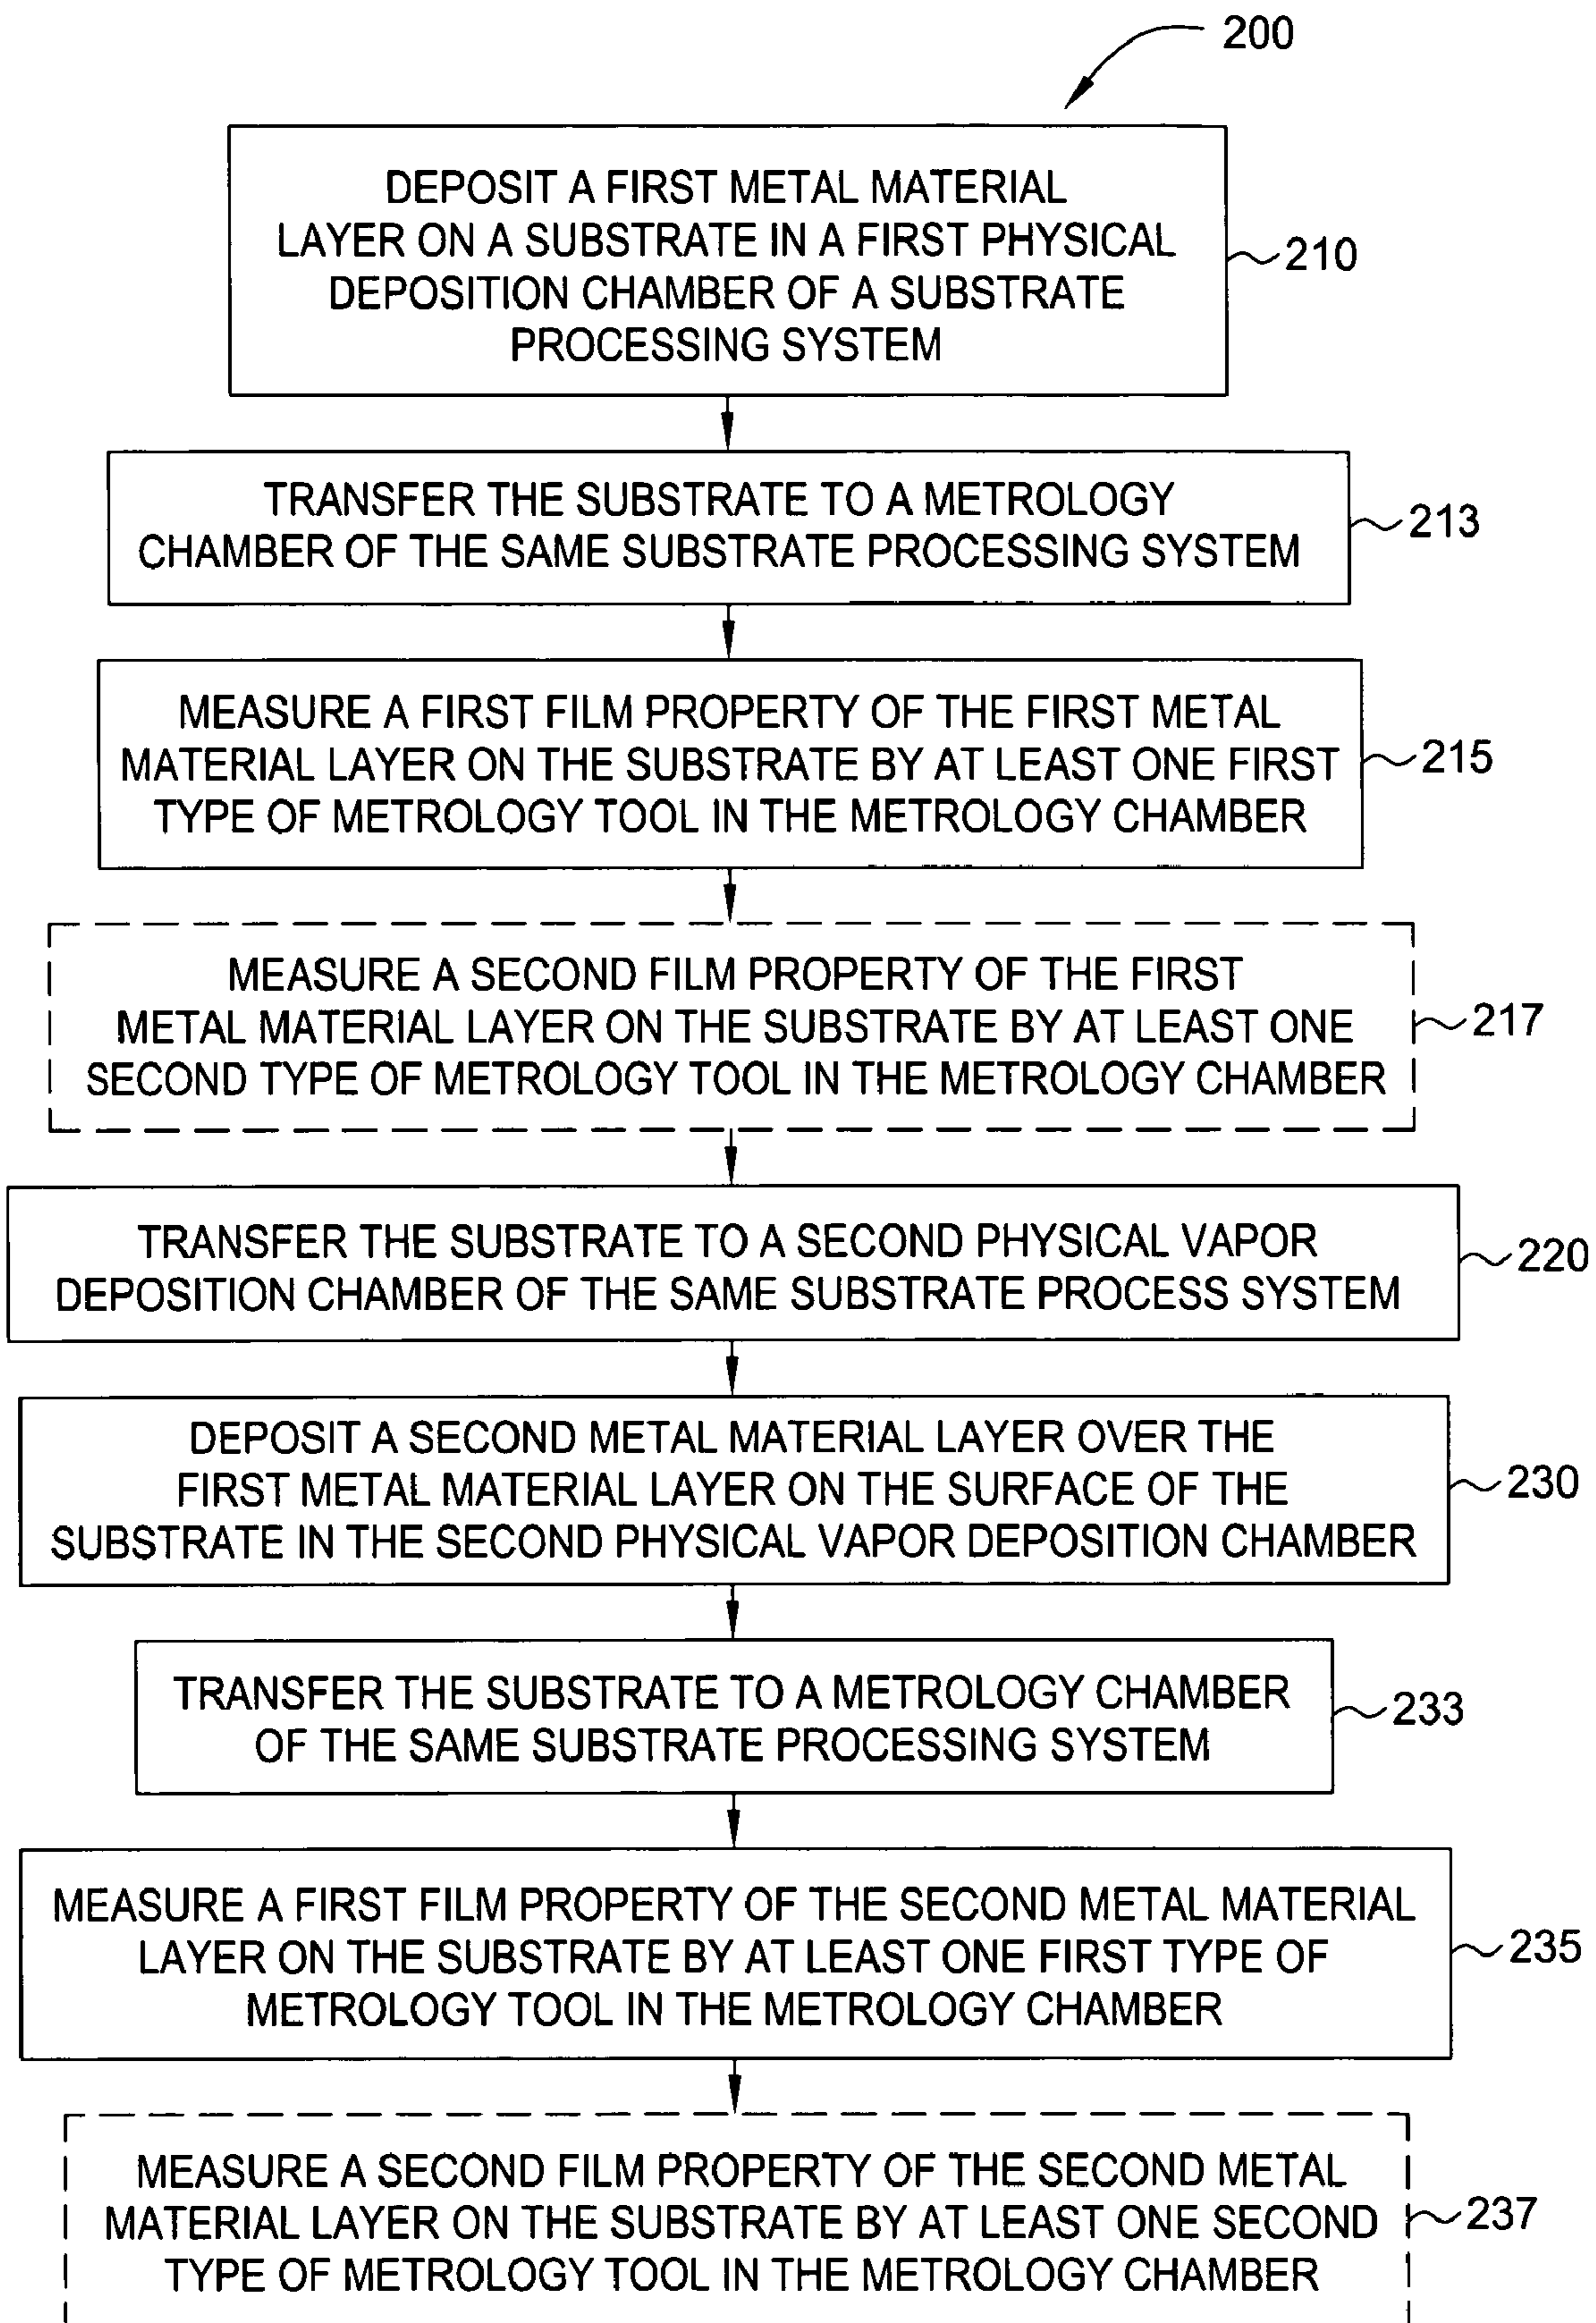 200
DEPOSIT A FIRST METAL MATERIAL
LAYER ON A SUBSTRATE IN A FIRST PHYSICAL
DEPOSITION CHAMBER OF A SUBSTRATE
PROCESSING SYSTEM
210
TRANSFER THE SUBSTRATE TO A METROLOGY
CHAMBER OF THE SAME SUBSTRATE PROCESSING SYSTEM
213
MEASURE A FIRST FILM PROPERTY OF THE FIRST METAL
MATERIAL LAYER ON THE SUBSTRATE BY AT LEAST ONE FIRST
TYPE OF METROLOGY TOOL IN THE METROLOGY CHAMBER
215
MEASURE A SECOND FILM PROPERTY OF THE FIRST
METAL MATERIAL LAYER ON THE SUBSTRATE BY AT LEAST ONE
SECOND TYPE OF METROLOGY TOOL IN THE METROLOGY CHAMBER
217
TRANSFER THE SUBSTRATE TO A SECOND PHYSICAL VAPOR
DEPOSITION CHAMBER OF THE SAME SUBSTRATE PROCESS SYSTEM
220
DEPOSIT A SECOND METAL MATERIAL LAYER OVER THE
FIRST METAL MATERIAL LAYER ON THE SURFACE OF THE
SUBSTRATE IN THE SECOND PHYSICAL VAPOR DEPOSITION CHAMBER
230
TRANSFER THE SUBSTRATE TO A METROLOGY CHAMBER
OF THE SAME SUBSTRATE PROCESSING SYSTEM
233
MEASURE A FIRST FILM PROPERTY OF THE SECOND METAL MATERIAL
LAYER ON THE SUBSTRATE BY AT LEAST ONE FIRST TYPE OF
METROLOGY TOOL IN THE METROLOGY CHAMBER
235
MEASURE A SECOND FILM PROPERTY OF THE SECOND METAL
MATERIAL LAYER ON THE SUBSTRATE BY AT LEAST ONE SECOND
TYPE OF METROLOGY TOOL IN THE METROLOGY CHAMBER
237